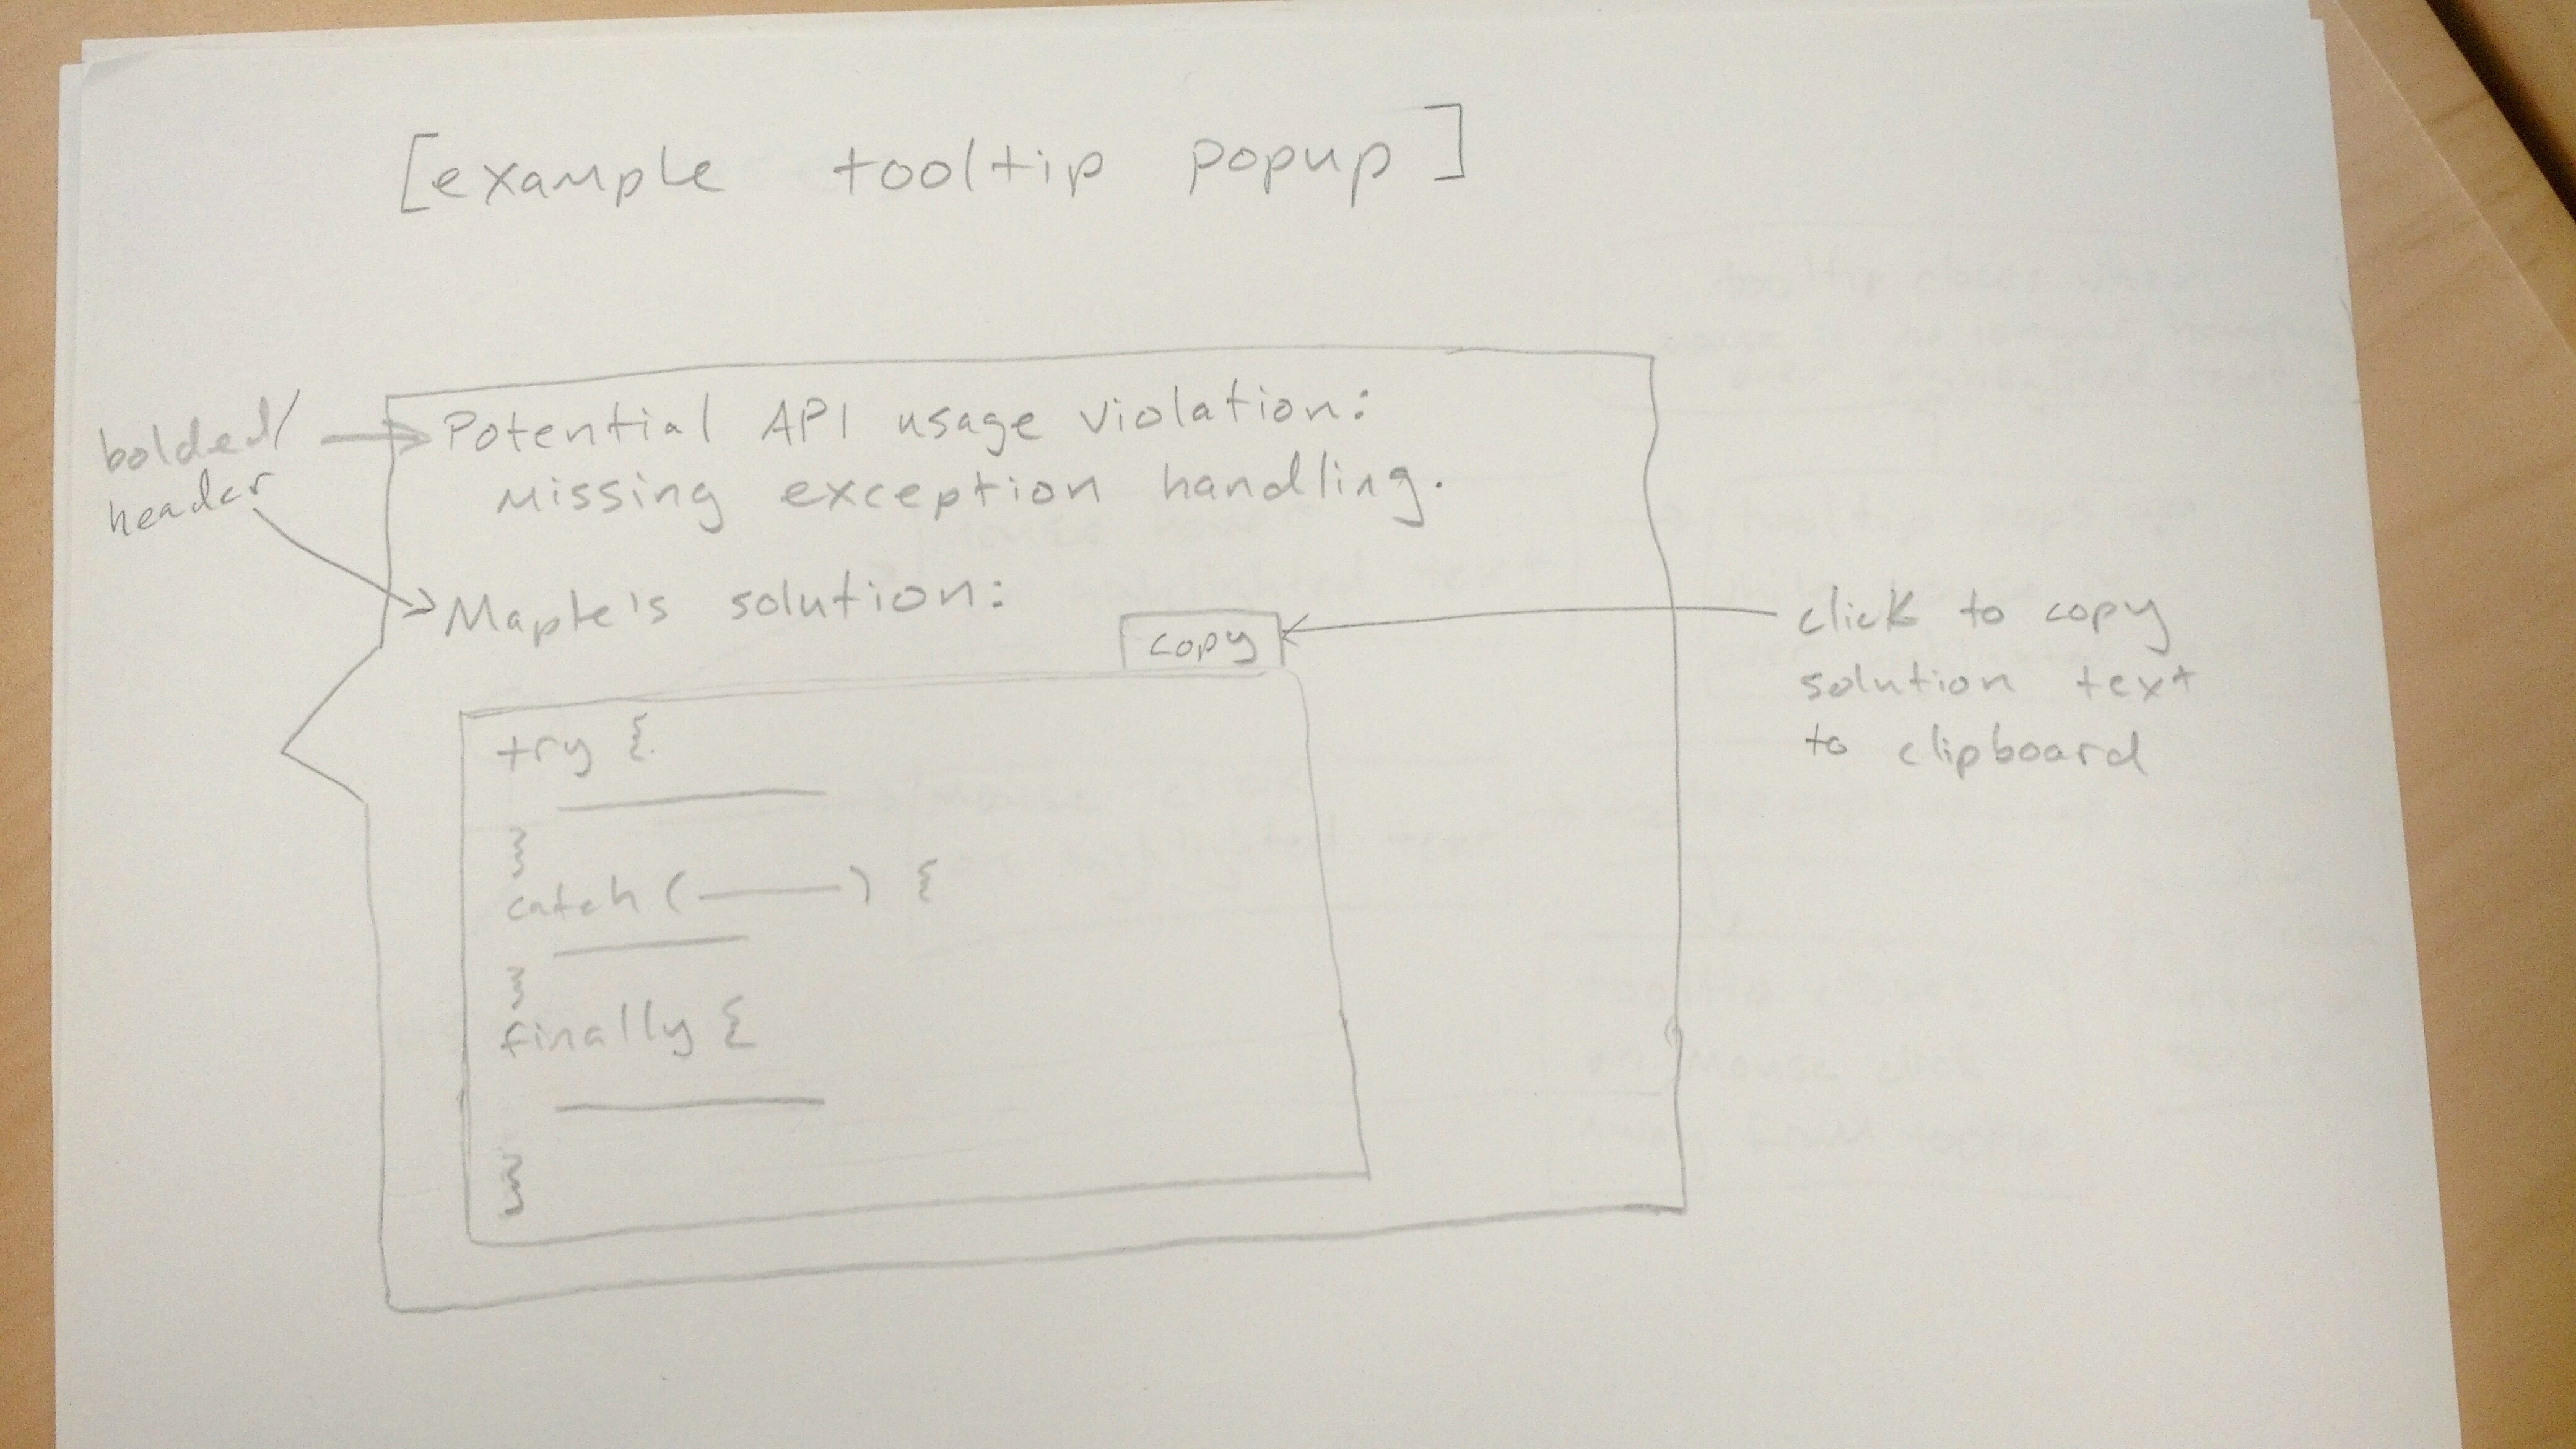 [example tooltip popup]
bolded/
header
Potential API usage violation:
missing exception handling.
Maple's solution:
copy
click to copy
solution text
to clipboard
try {
}
catch (      ) {
}
finally {
}